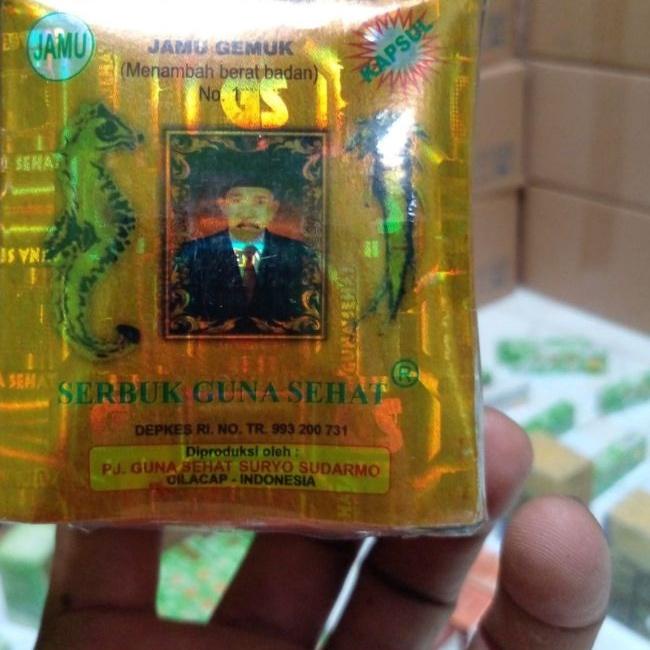 JAMU
JAMU GEMUK
KAPSUL
(Menambah berat badan)
No. 1
GS
SERBUK GUNA SEHAT ®
DEPKES RI. NO. TR. 993 200 731
Diproduksi oleh :
PJ. GUNA SEHAT SURYO SUDARMO
CILACAP - INDONESIA